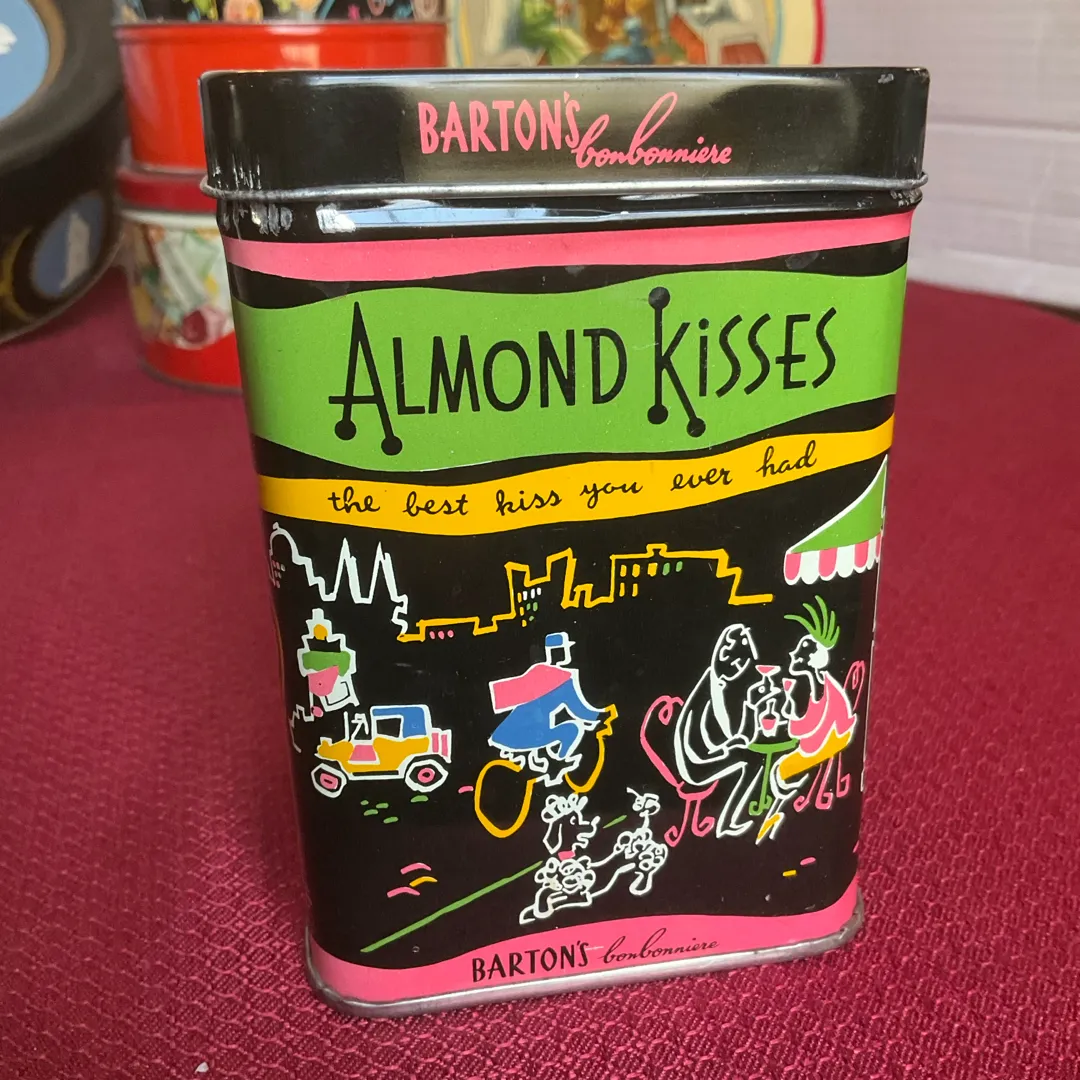 BARTON'S bonbonniere
ALMOND KiSSES
the best kiss you ever had
BARTON'S bonbonniere